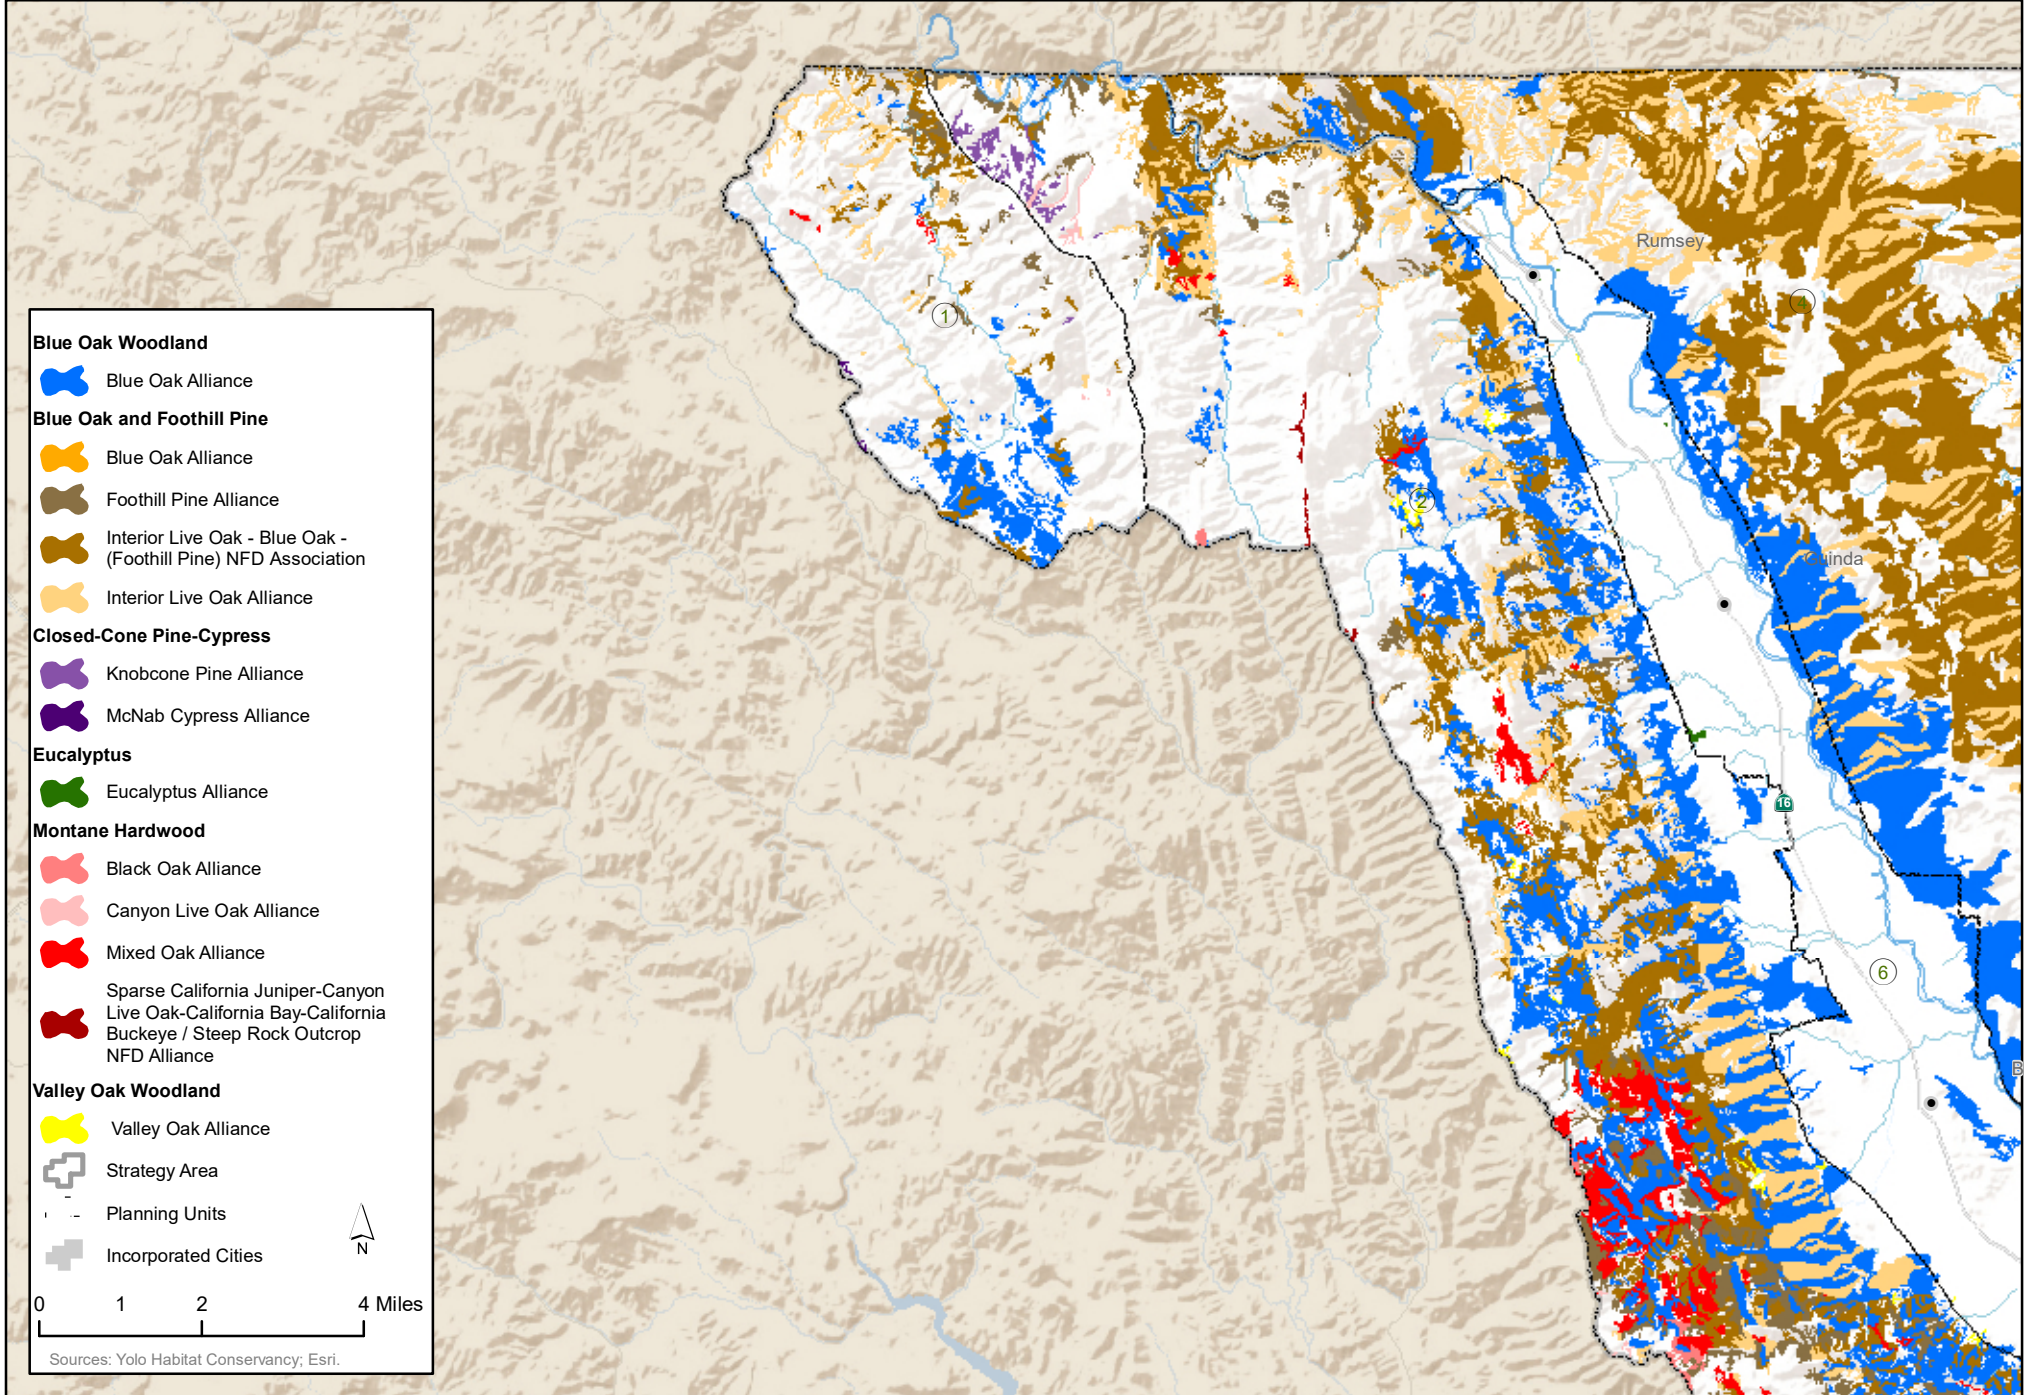 Rumsey
4
1
Blue Oak Woodland
Blue Oak Alliance
Blue Oak and Foothill Pine
Blue Oak Alliance
Foothill Pine Alliance
Interior Live Oak - Blue Oak -
(Foothill Pine) NFD Association
Interior Live Oak Alliance
Closed-Cone Pine-Cypress
Knobcone Pine Alliance
McNab Cypress Alliance
Eucalyptus
Eucalyptus Alliance
Montane Hardwood
Black Oak Alliance
Canyon Live Oak Alliance
Mixed Oak Alliance
Sparse California Juniper-Canyon
Live Oak-California Bay-California
Buckeye / Steep Rock Outcrop
NFD Alliance
Valley Oak Woodland
Valley Oak Alliance
Strategy Area
Planning Units
Incorporated Cities
N
0 1 2 4 Miles
Sources: Yolo Habitat Conservancy; Esri.
2
Guinda
16
6
B